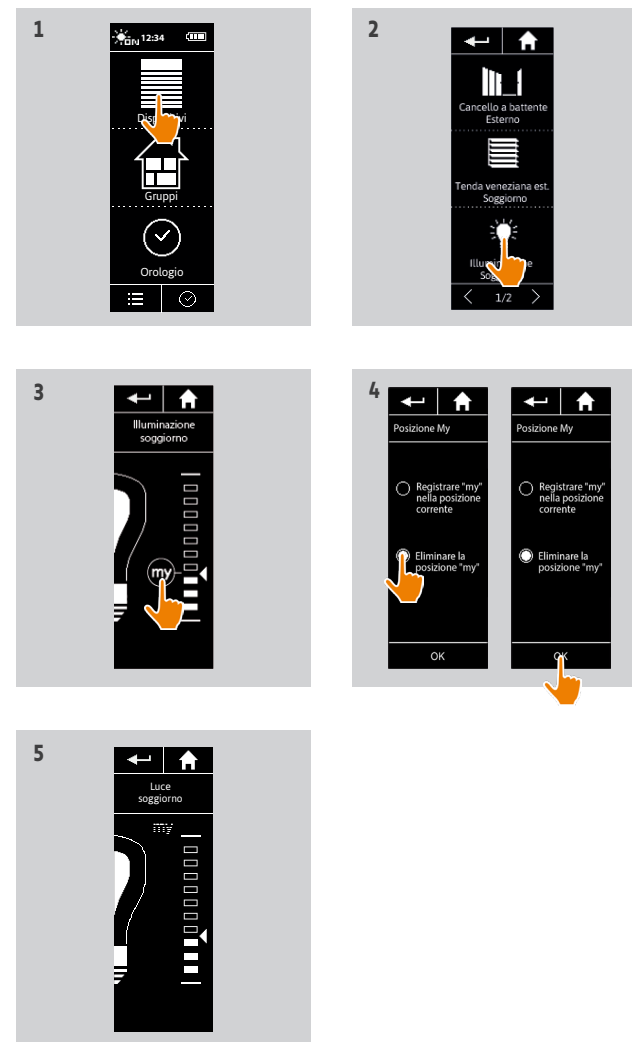 1
ON 12:34
Gruppi
Orologio
2
Cancello a battente
Esterno
Tenda veneziana est.
Soggiorno
1/2
3
Illuminazione
soggiorno
my
4
Posizione My
Registrare "my"
nella posizione
corrente
Eliminare la
posizione "my"
OK
Posizione My
Registrare "my"
nella posizione
corrente
Eliminare la
posizione "my"
OK
5
Luce
soggiorno
my